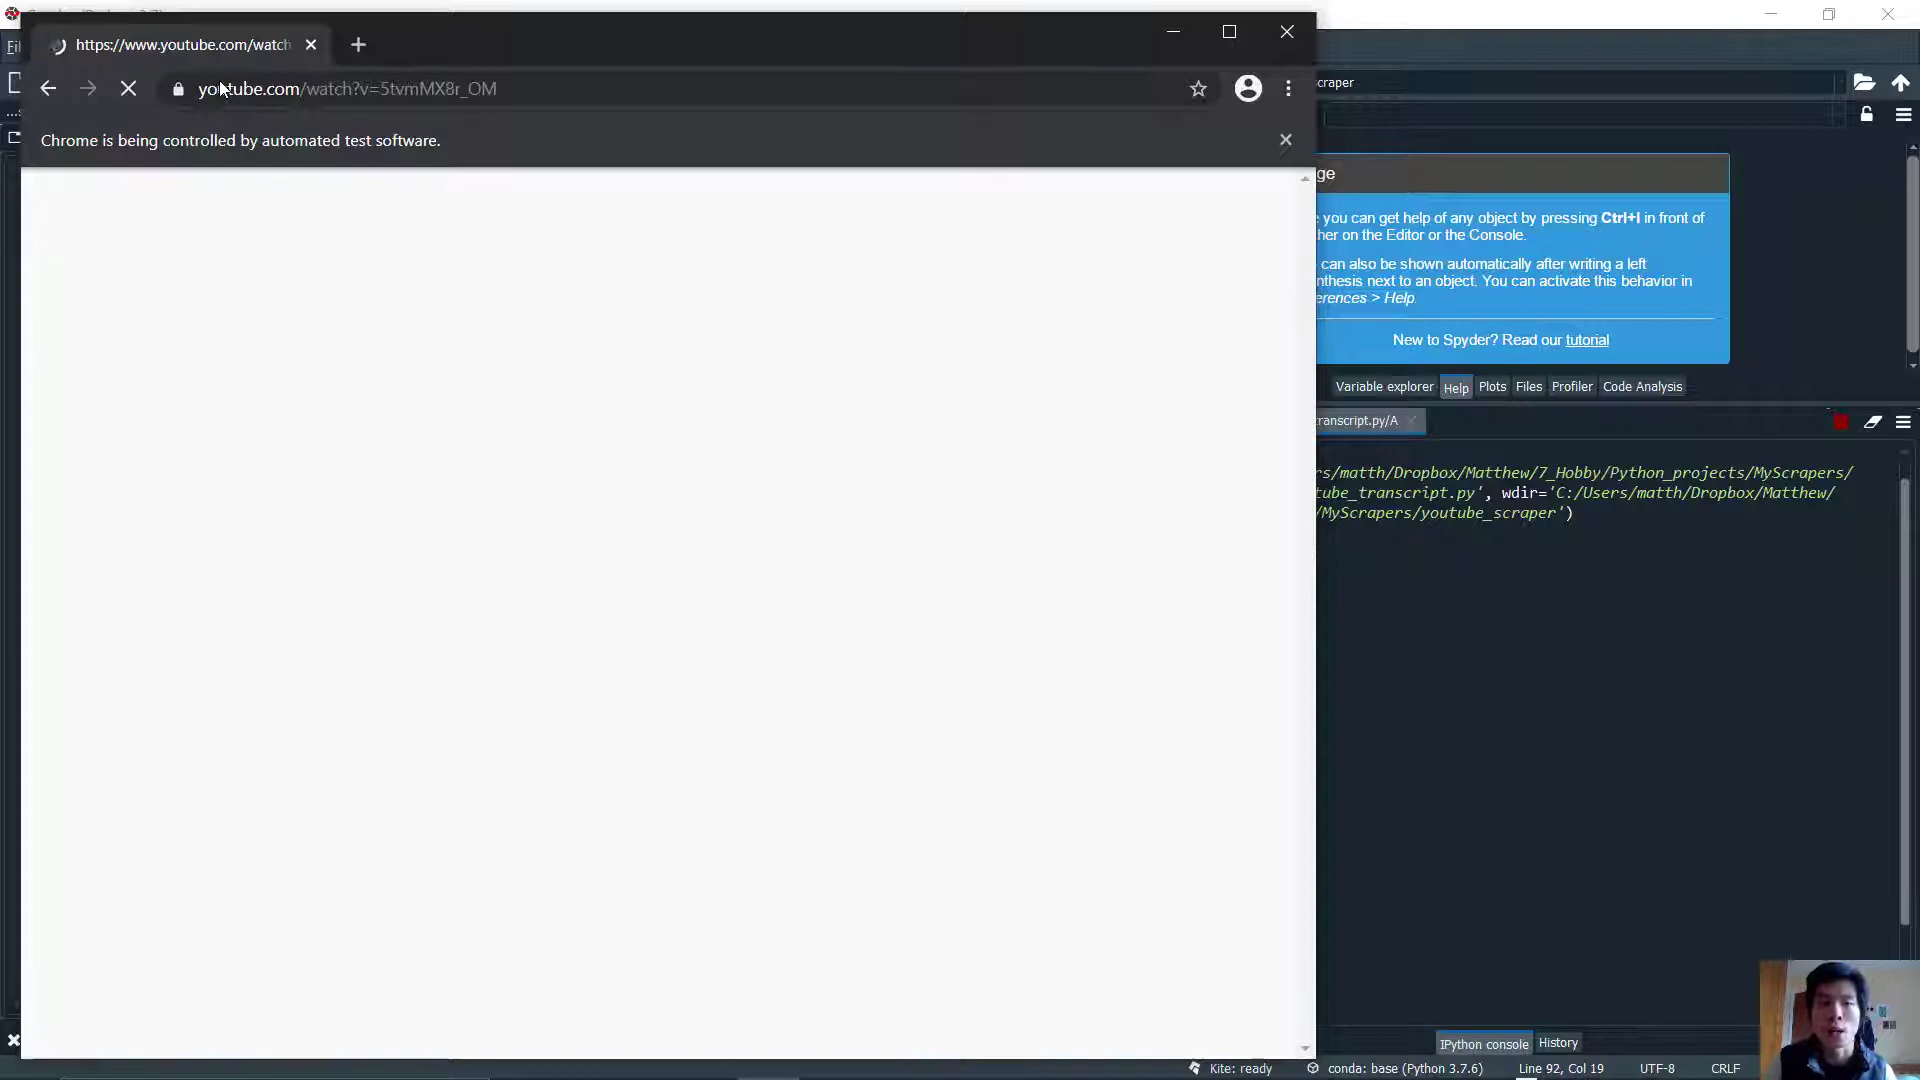 https://www.youtube.com/watch
youtube.com/watch?v=5tvmMX8r_OM
Chrome is being controlled by automated test software.
Fil
scraper
ge
e you can get help of any object by pressing Ctrl+I in front of
her on the Editor or the Console.
can also be shown automatically after writing a left
nthesis next to an object. You can activate this behavior in
erences > Help.
New to Spyder? Read our tutorial
Variable explorer Help Plots Files Profiler Code Analysis
transcript.py/A
rs/matth/Dropbox/Matthew/7_Hobby/Python_projects/MyScrapers/
tube_transcript.py', wdir='C:/Users/matth/Dropbox/Matthew/
/MyScrapers/youtube_scraper')
IPython console History
Kite: ready conda: base (Python 3.7.6) Line 92, Col 19 UTF-8 CRLF